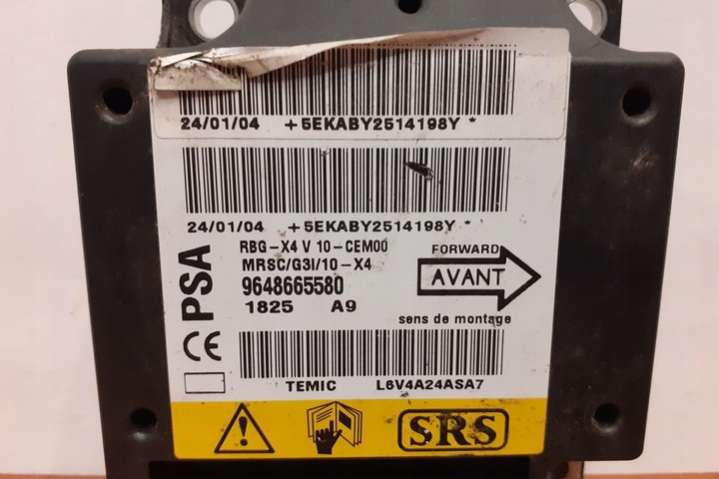 24/01/04 +5EKABY2514198Y *
24/01/04 +5EKABY2514198Y *
PSA
RBG-X4 V 10-CEM00
MRSC/G3I/10-X4
9648665580
1825 A9
FORWARD
AVANT
sens de montage
CE
TEMIC L6V4A24ASA7
SRS